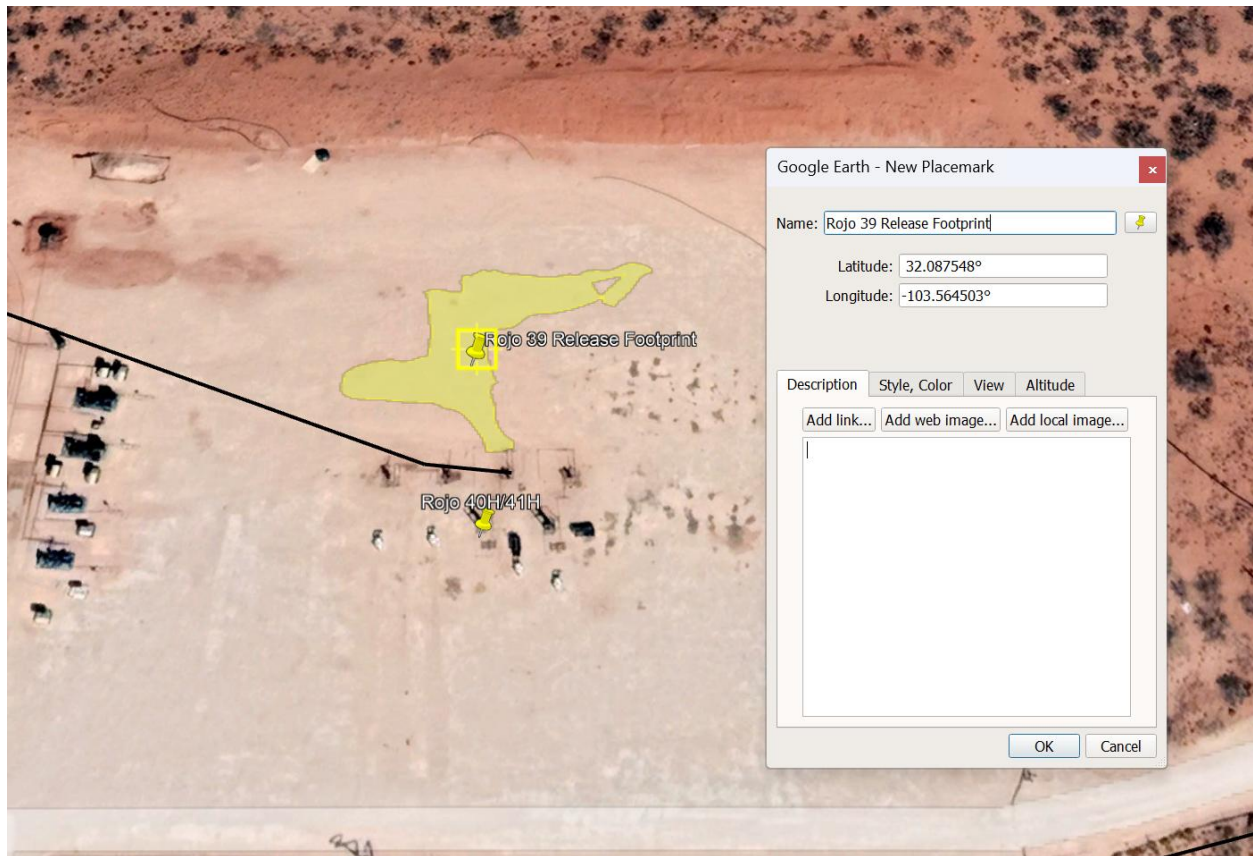 Google Earth - New Placemark
x
Name: Rojo 39 Release Footprint
Latitude: 32.087548°
Longitude: -103.564503°
Rojo 39 Release Footprint
Description Style, Color View Altitude
Add link... Add web image... Add local image...
Rojo 40H/41H
OK Cancel